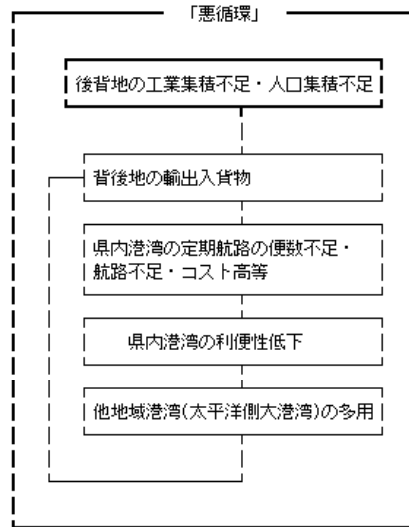 「悪循環」
後背地の工業集積不足・人口集積不足
背後地の輸出入貨物
県内港湾の定期航路の便数不足・
航路不足・コスト高等
県内港湾の利便性低下
他地域港湾(太平洋側大港湾)の多用